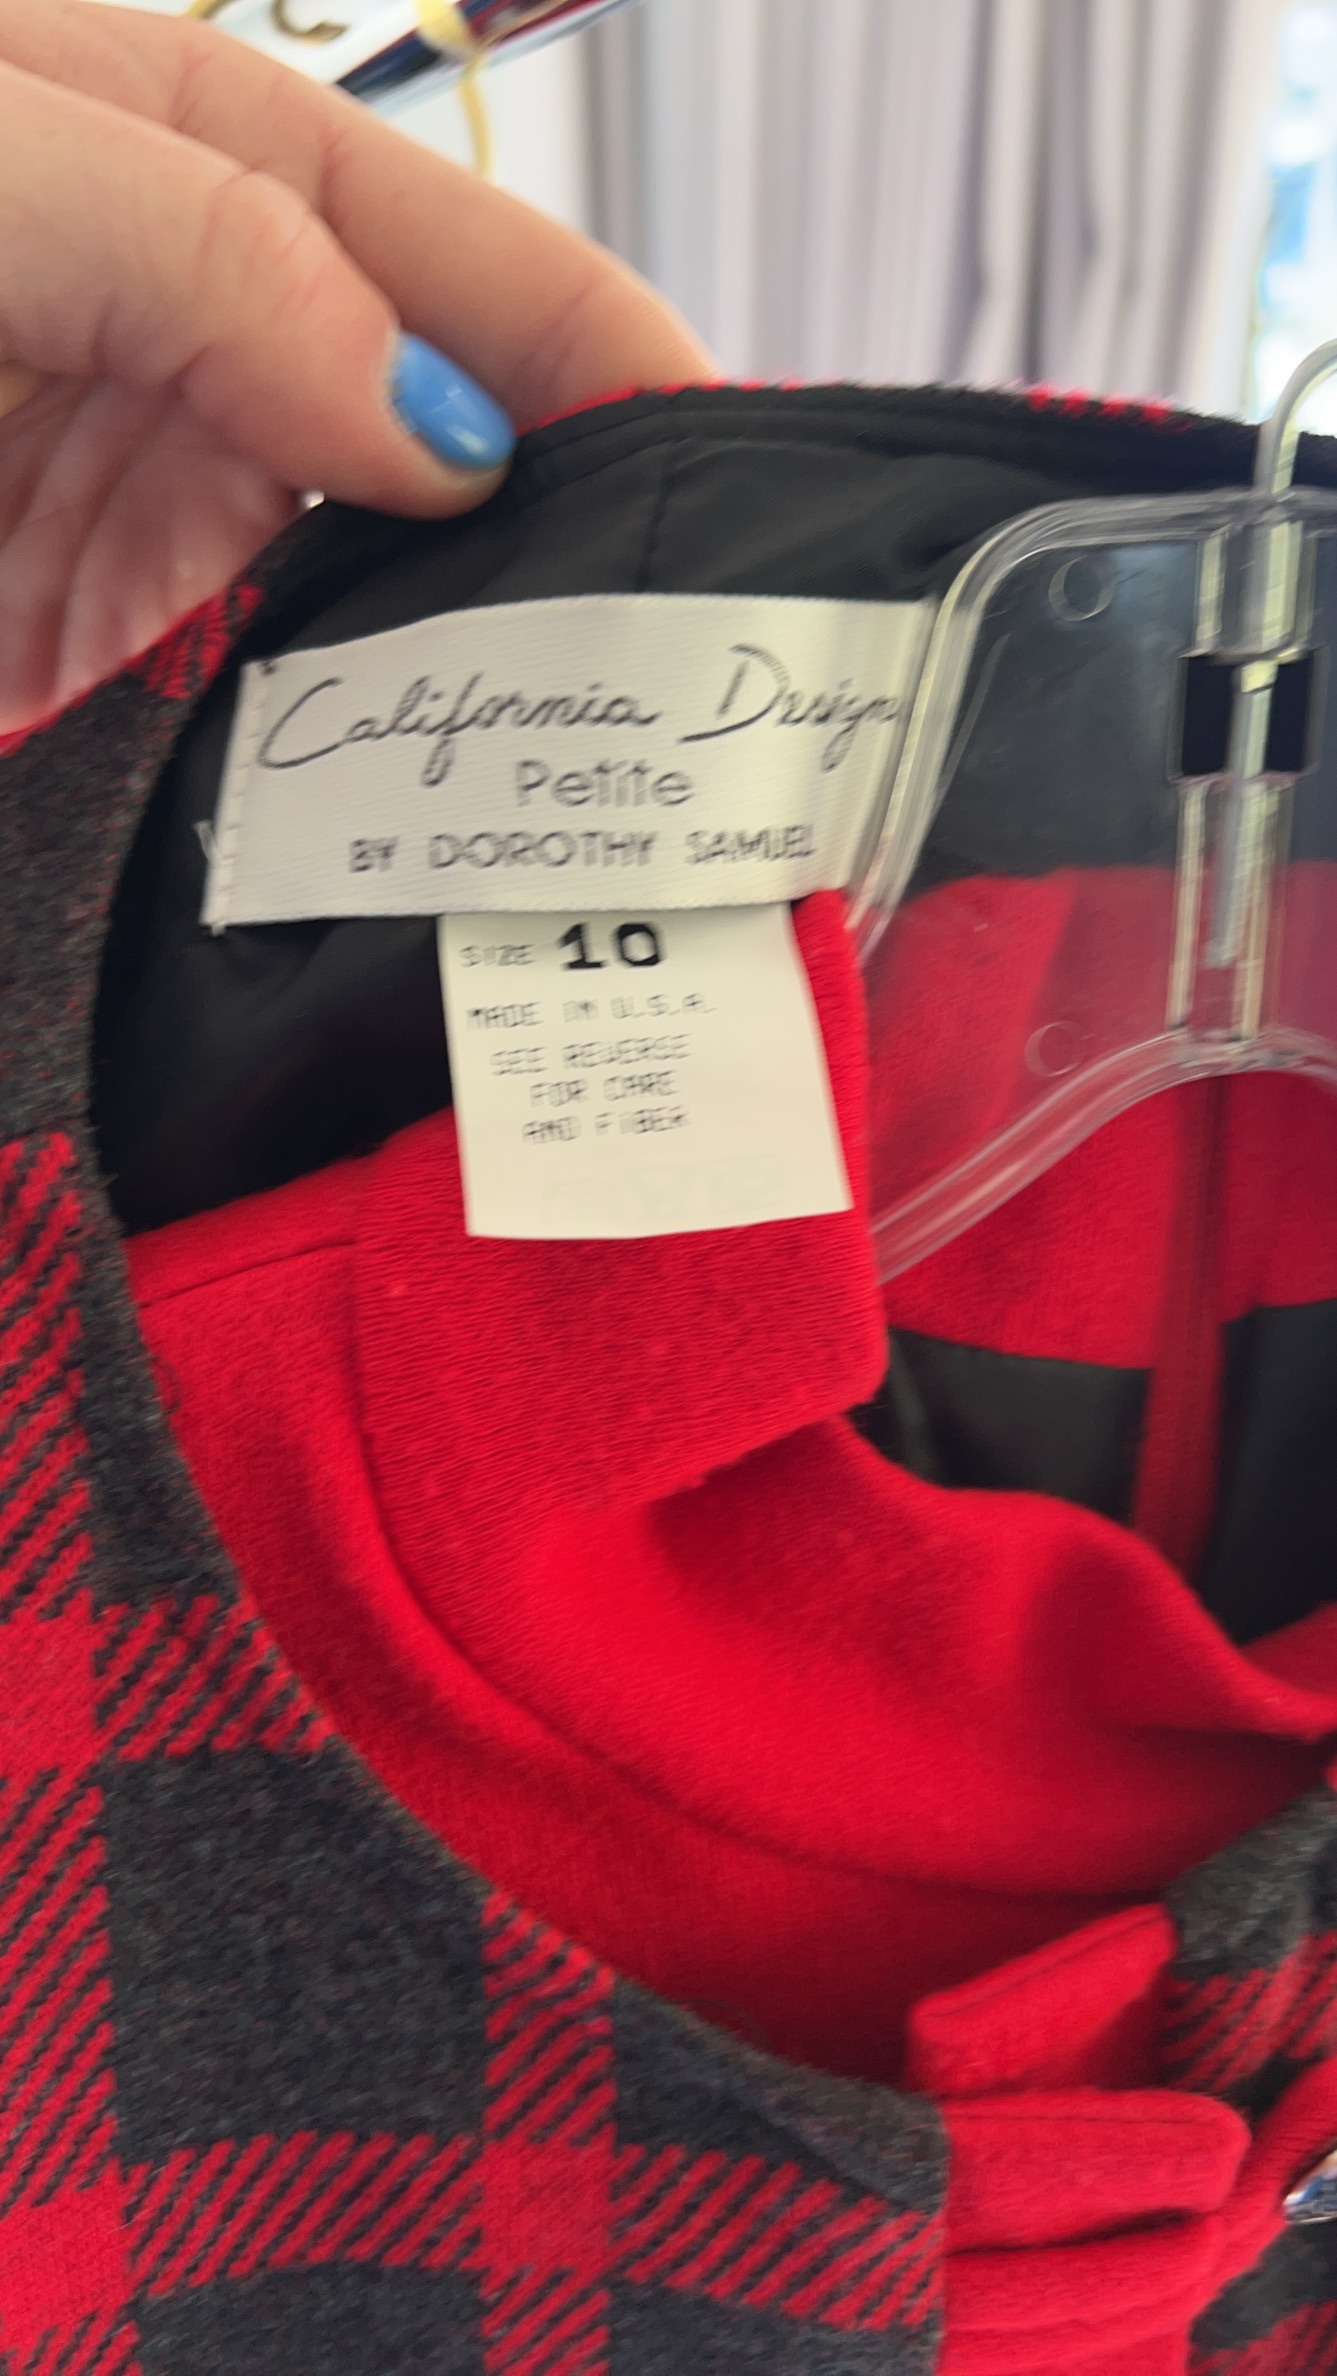 California Design
Petite
BY DOROTHY SAMUEL
SIZE 10
MADE IN U.S.A.
SEE REVERSE
FOR CARE
AND FIBER